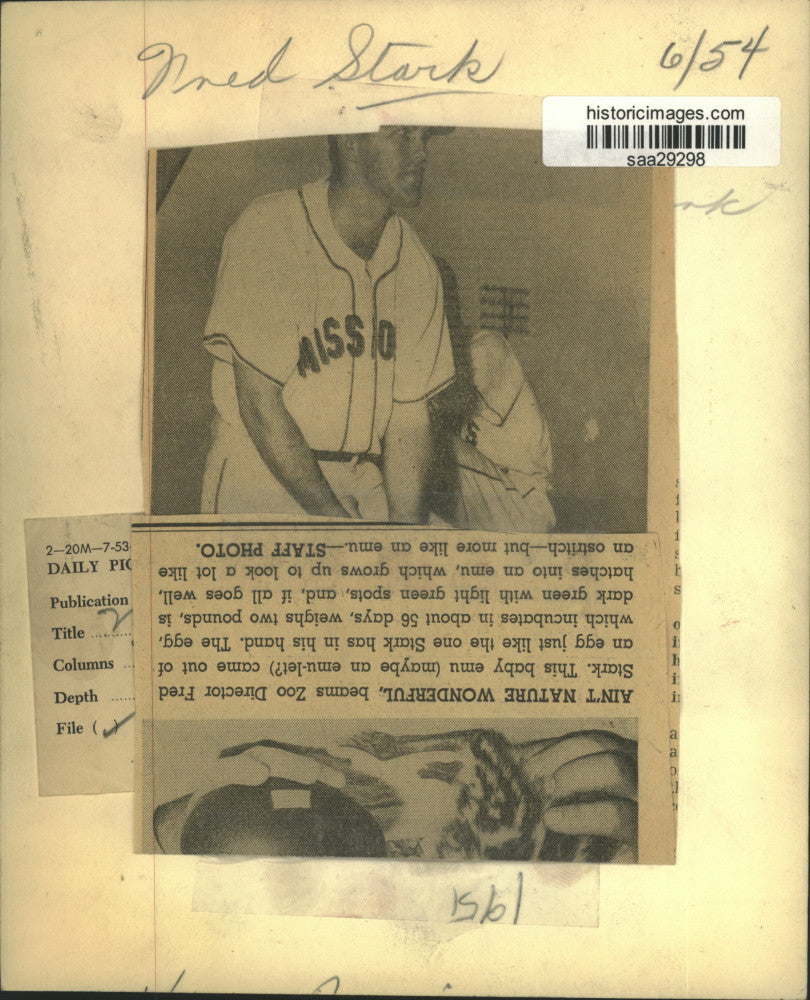 Fred Stark 6/54
historicimages.com
saa29298
rk
MISSIO
2—20M—7-53
DAILY PI
Publication
Title
Columns
Depth
File ( )
AIN'T NATURE WONDERFUL, beams Zoo Director Fred
Stark. This baby emu (maybe an emu-let?) came out of
an egg just like the one Stark has in his hand. The egg,
which incubates in about 56 days, weighs two pounds, is
dark green with light green spots, and, if all goes well,
hatches into an emu, which grows up to look a lot like
an ostritch—but more like an emu.—STAFF PHOTO.
1951